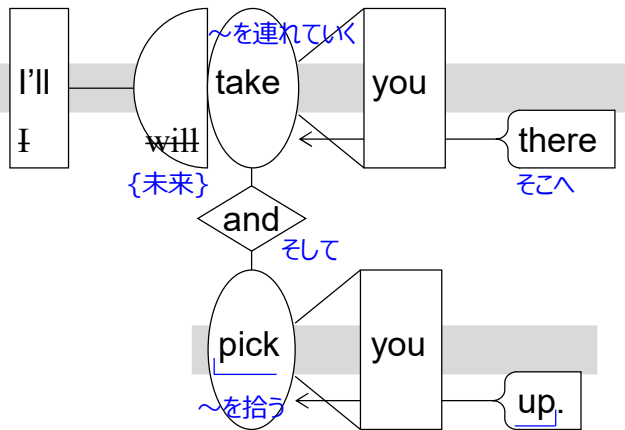 ～を連れていく
I’ll take you
I will there
{未来} そこへ
and
そして
pick you
～を拾う up.